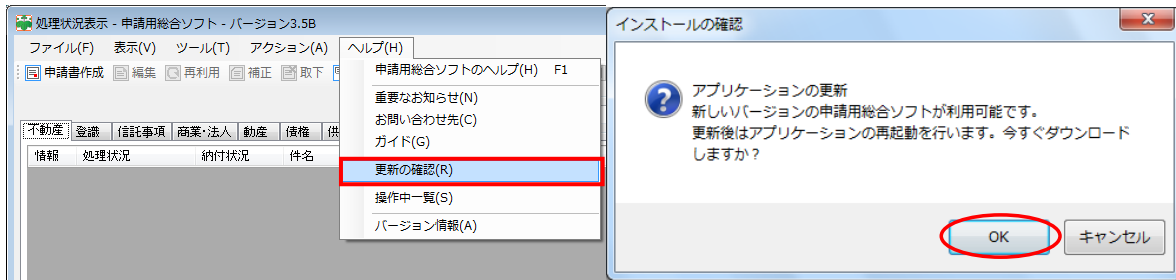 処理状況表示 - 申請用総合ソフト - バージョン3.5B
ファイル(F) 表示(V) ツール(T) アクション(A) ヘルプ(H)
申請書作成 編集 再利用 補正 取下
申請用総合ソフトのヘルプ(H) F1
重要なお知らせ(N)
お問い合わせ先(C)
ガイド(G)
更新の確認(R)
操作中一覧(S)
バージョン情報(A)
不動産 登識 信託事項 商業・法人 動産 債権 供
情報 処理状況 納付状況 件名
インストールの確認
アプリケーションの更新
新しいバージョンの申請用総合ソフトが利用可能です。
更新後はアプリケーションの再起動を行います。今すぐダウンロード
しますか？
OK キャンセル